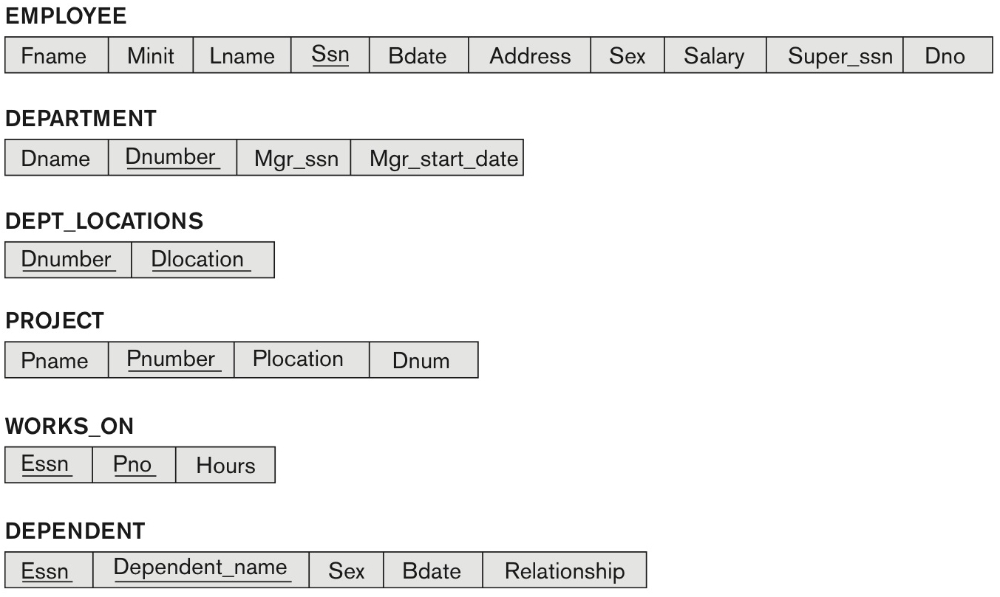 EMPLOYEE
Fname Minit Lname Ssn Bdate Address Sex Salary Super_ssn Dno
DEPARTMENT
Dname Dnumber Mgr_ssn Mgr_start_date
DEPT_LOCATIONS
Dnumber Dlocation
PROJECT
Pname Pnumber Plocation Dnum
WORKS_ON
Essn Pno Hours
DEPENDENT
Essn Dependent_name Sex Bdate Relationship